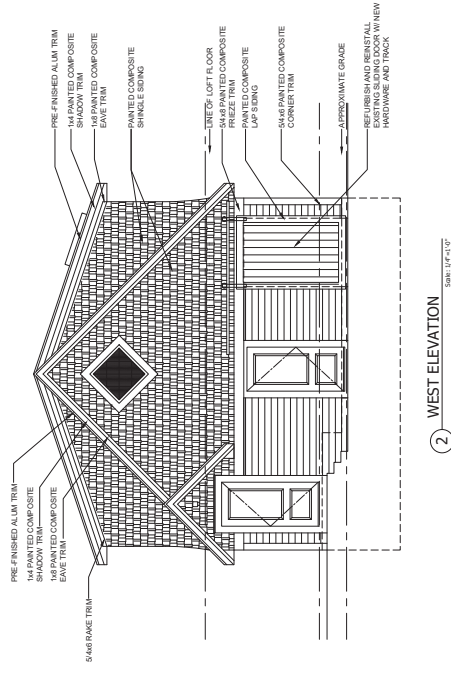 PRE-FINISHED ALUM TRIM
1x4 PAINTED COMPOSITE
SHADOW TRIM
1x8 PAINTED COMPOSITE
EAVE TRIM
5/4x6 RAKE TRIM
PRE-FINISHED ALUM TRIM
1x4 PAINTED COMPOSITE
SHADOW TRIM
1x8 PAINTED COMPOSITE
EAVE TRIM
PAINTED COMPOSITE
SHINGLE SIDING
LINE OF LOFT FLOOR
5/4x8 PAINTED COMPOSITE
FRIEZE TRIM
PAINTED COMPOSITE
LAP SIDING
5/4x6 PAINTED COMPOSITE
CORNER TRIM
APPROXIMATE GRADE
REFURBISH AND REINSTALL
EXISTING SLIDING DOOR W/ NEW
HARDWARE AND TRACK
2 WEST ELEVATION
Scale: 1/4"=1'-0"